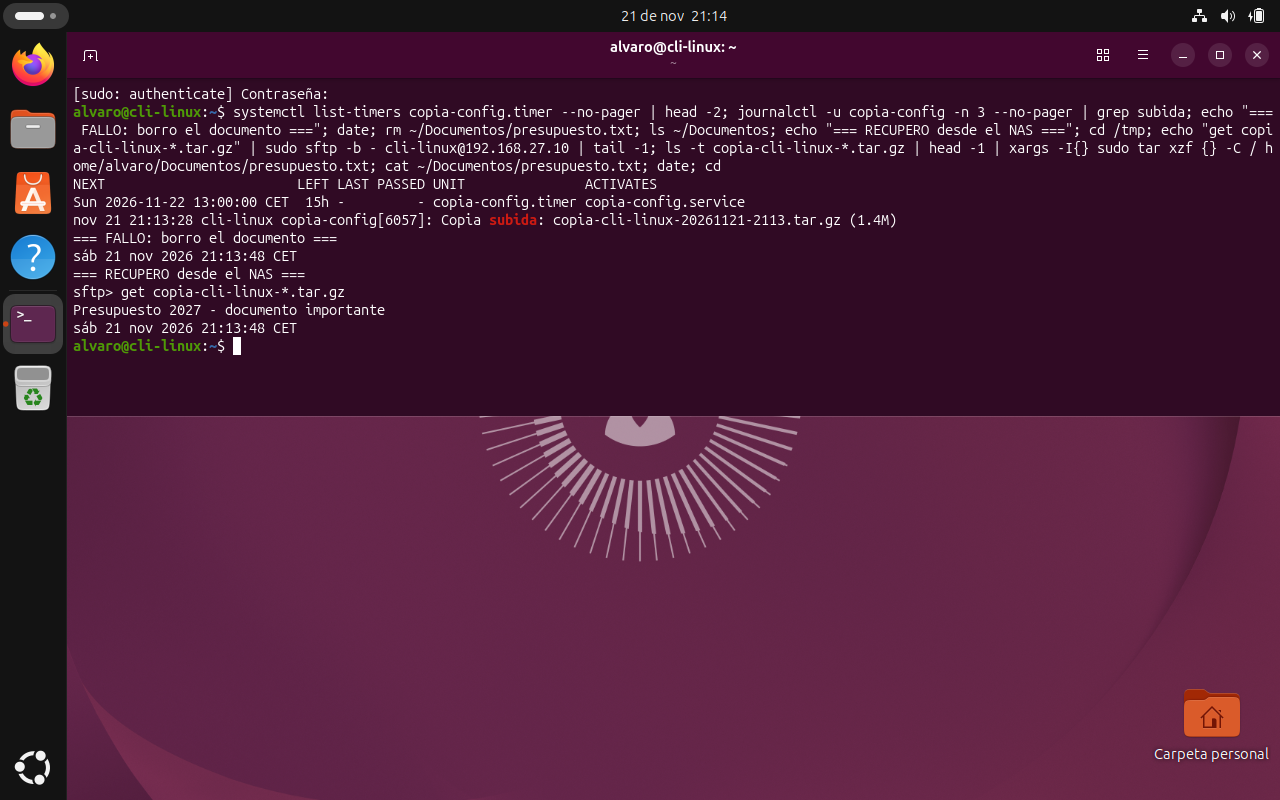 21 de nov 21:14
alvaro@cli-linux: ~
~
[sudo: authenticate] Contraseña:
alvaro@cli-linux:~$ systemctl list-timers copia-config.timer --no-pager | head -2; journalctl -u copia-config -n 3 --no-pager | grep subida; echo "===
 FALLO: borro el documento ==="; date; rm ~/Documentos/presupuesto.txt; ls ~/Documentos; echo "=== RECUPERO desde el NAS ==="; cd /tmp; echo "get copi
a-cli-linux-*.tar.gz" | sudo sftp -b - cli-linux@192.168.27.10 | tail -1; ls -t copia-cli-linux-*.tar.gz | head -1 | xargs -I{} sudo tar xzf {} -C / h
ome/alvaro/Documentos/presupuesto.txt; cat ~/Documentos/presupuesto.txt; date; cd
NEXT                        LEFT LAST PASSED UNIT               ACTIVATES
Sun 2026-11-22 13:00:00 CET  15h -         - copia-config.timer copia-config.service
nov 21 21:13:28 cli-linux copia-config[6057]: Copia subida: copia-cli-linux-20261121-2113.tar.gz (1.4M)
=== FALLO: borro el documento ===
sáb 21 nov 2026 21:13:48 CET
=== RECUPERO desde el NAS ===
sftp> get copia-cli-linux-*.tar.gz
Presupuesto 2027 - documento importante
sáb 21 nov 2026 21:13:48 CET
alvaro@cli-linux:~$
Carpeta personal